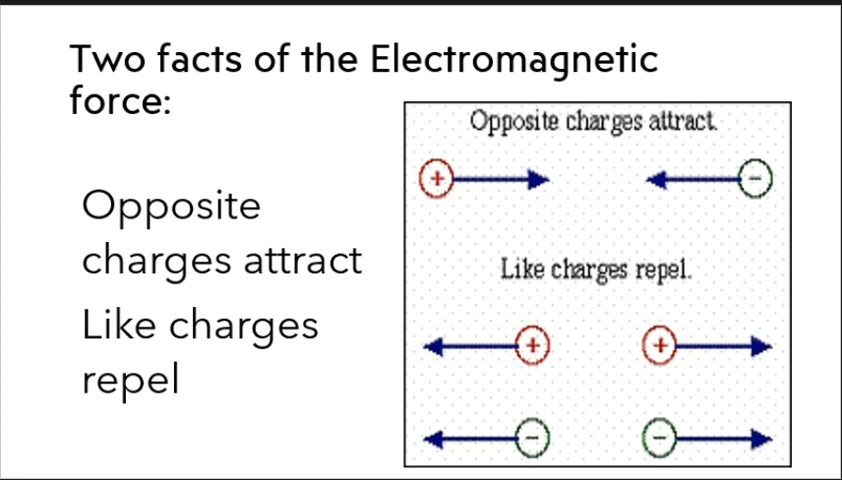 Two facts of the Electromagnetic
force:
Opposite
charges attract
Like charges
repel
Opposite charges attract.
+ −
Like charges repel.
+ +
− −